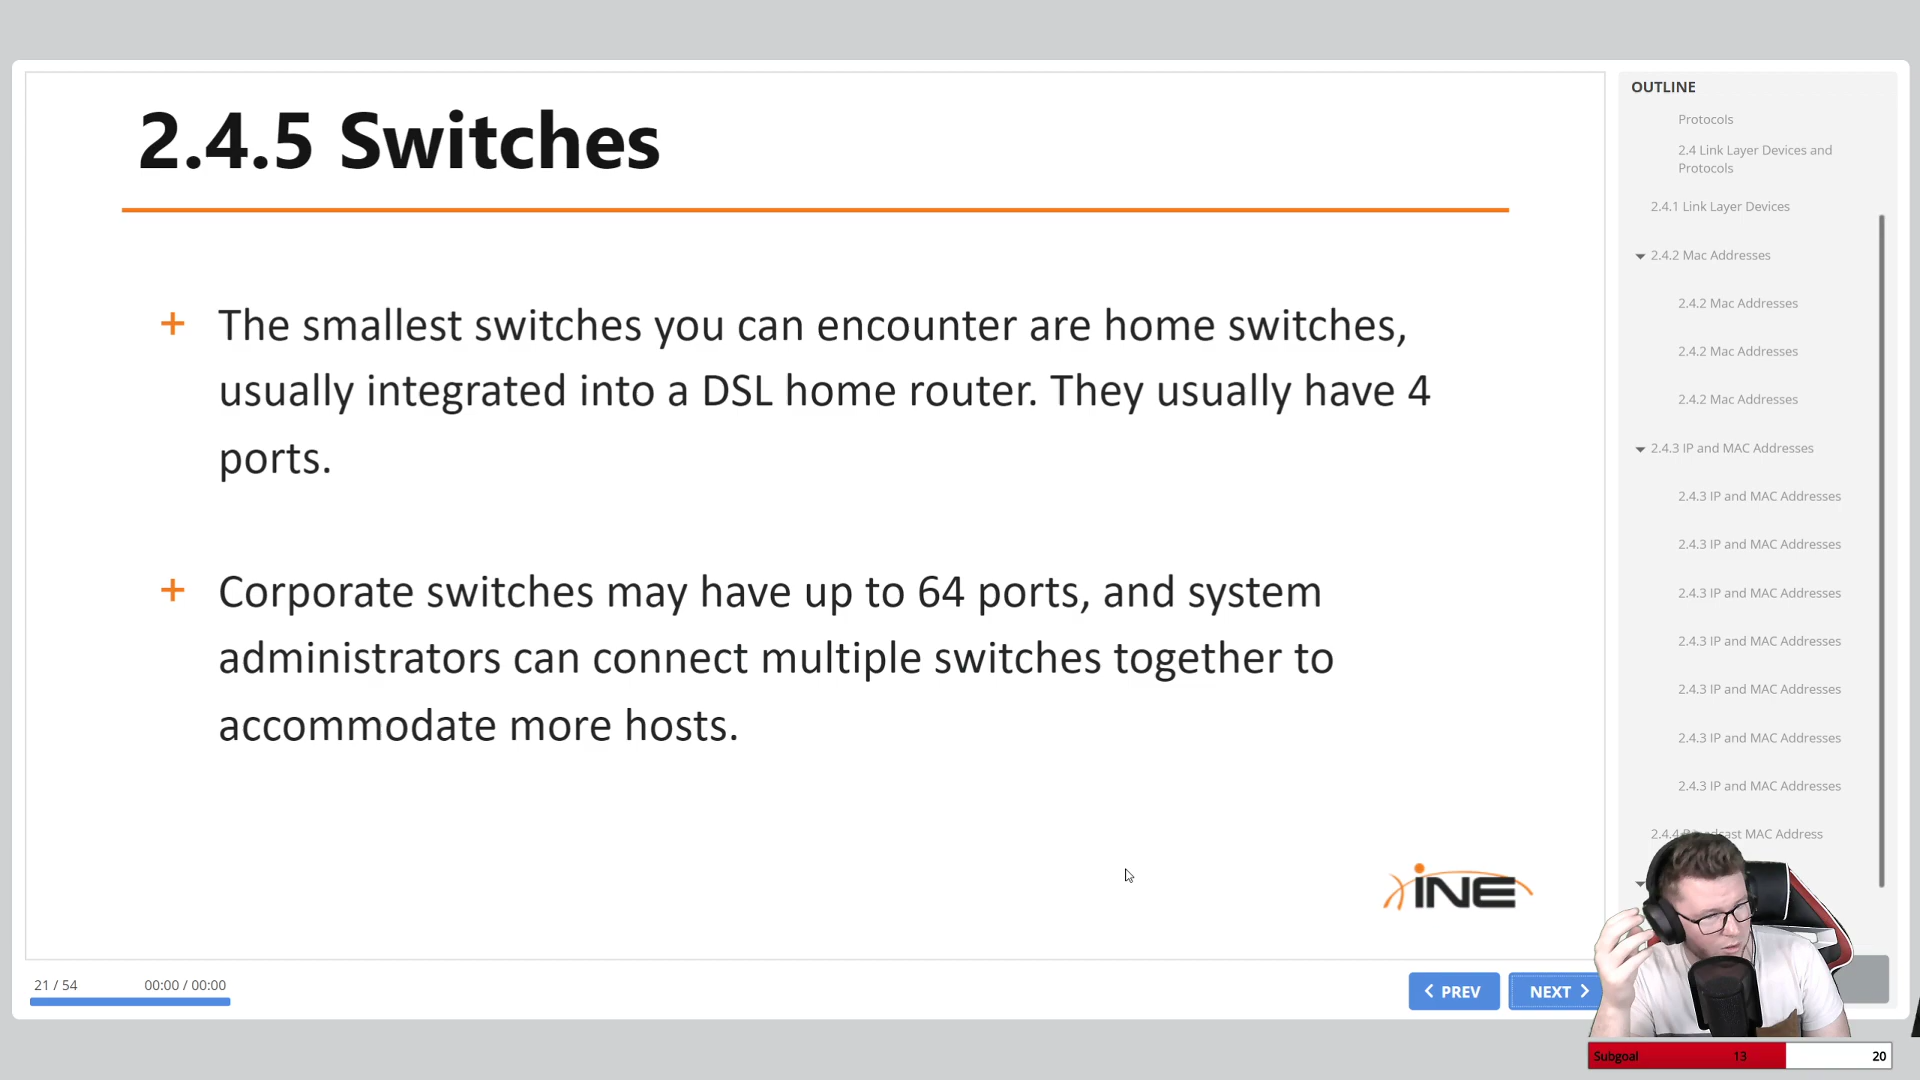 2.4.5 Switches
+ The smallest switches you can encounter are home switches,
usually integrated into a DSL home router. They usually have 4
ports.
+ Corporate switches may have up to 64 ports, and system
administrators can connect multiple switches together to
accommodate more hosts.
INE
21 / 54
00:00 / 00:00
PREV
NEXT
OUTLINE
Protocols
2.4 Link Layer Devices and
Protocols
2.4.1 Link Layer Devices
2.4.2 Mac Addresses
2.4.2 Mac Addresses
2.4.2 Mac Addresses
2.4.2 Mac Addresses
2.4.3 IP and MAC Addresses
2.4.3 IP and MAC Addresses
2.4.3 IP and MAC Addresses
2.4.3 IP and MAC Addresses
2.4.3 IP and MAC Addresses
2.4.3 IP and MAC Addresses
2.4.3 IP and MAC Addresses
2.4.3 IP and MAC Addresses
2.4.4 MAC Address
Subgoal 13 20